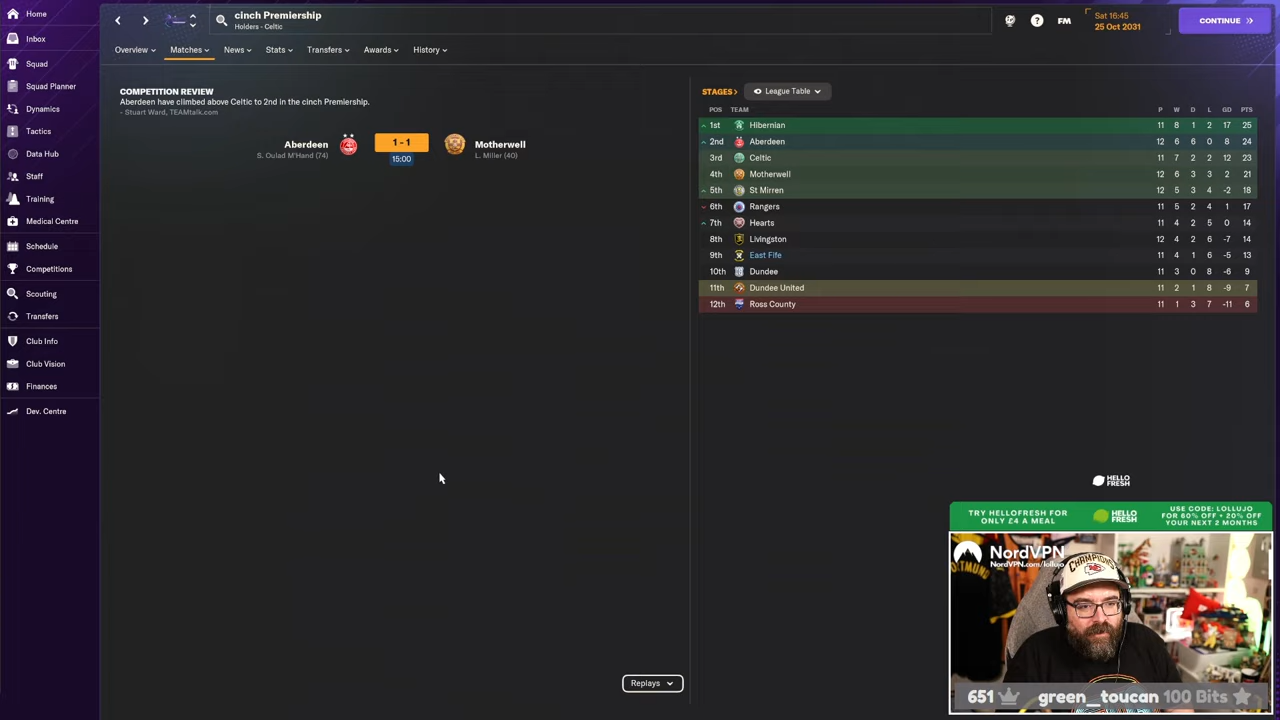 Home
Inbox
Squad
Squad Planner
Dynamics
Tactics
Data Hub
Staff
Training
Medical Centre
Schedule
Competitions
Scouting
Transfers
Club Info
Club Vision
Finances
Dev. Centre
cinch Premiership
Holders - Celtic
FM
Sat 16:45
25 Oct 2031
CONTINUE
Overview Matches News Stats Transfers Awards History
COMPETITION REVIEW
Aberdeen have climbed above Celtic to 2nd in the cinch Premiership.
- Stuart Ward, TEAMtalk.com
Aberdeen 1 - 1 Motherwell
S. Oulad M'Hand (74) 15:00 L. Miller (40)
Replays
STAGES League Table
POS TEAM P W D L GD PTS
1st Hibernian 11 8 1 2 17 25
2nd Aberdeen 12 6 6 0 8 24
3rd Celtic 11 7 2 2 12 23
4th Motherwell 12 6 3 3 2 21
5th St Mirren 12 5 3 4 -2 18
6th Rangers 11 5 2 4 1 17
7th Hearts 11 4 2 5 0 14
8th Livingston 12 4 2 6 -7 14
9th East Fife 11 4 1 6 -5 13
10th Dundee 11 3 0 8 -6 9
11th Dundee United 11 2 1 8 -9 7
12th Ross County 11 1 3 7 -11 6
HELLO
FRESH
TRY HELLOFRESH FOR
ONLY £4 A MEAL
HELLO
FRESH
USE CODE: LOLLUJO
FOR 60% OFF + 20% OFF
YOUR NEXT 2 MONTHS
NordVPN
NordVPN.com/lollujo
CHAMPIONS
651 green__toucan 100 Bits